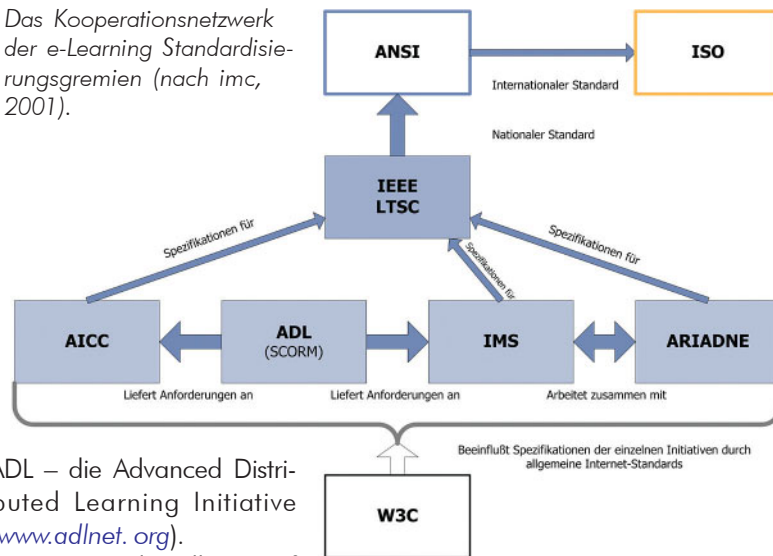 Das Kooperationsnetzwerk
der e-Learning Standardisie-
rungsgremien (nach imc,
2001).
ANSI
ISO
Internationaler Standard
Nationaler Standard
IEEE
LTSC
Spezifikationen für
Spezifikationen für
Spezifikationen für
AICC
ADL
(SCORM)
IMS
ARIADNE
Liefert Anforderungen an
Liefert Anforderungen an
Arbeitet zusammen mit
Beeinflußt Spezifikationen der einzelnen Initiativen durch
allgemeine Internet-Standards
W3C
ADL – die Advanced Distri-
buted Learning Initiative
www.adlnet. org).